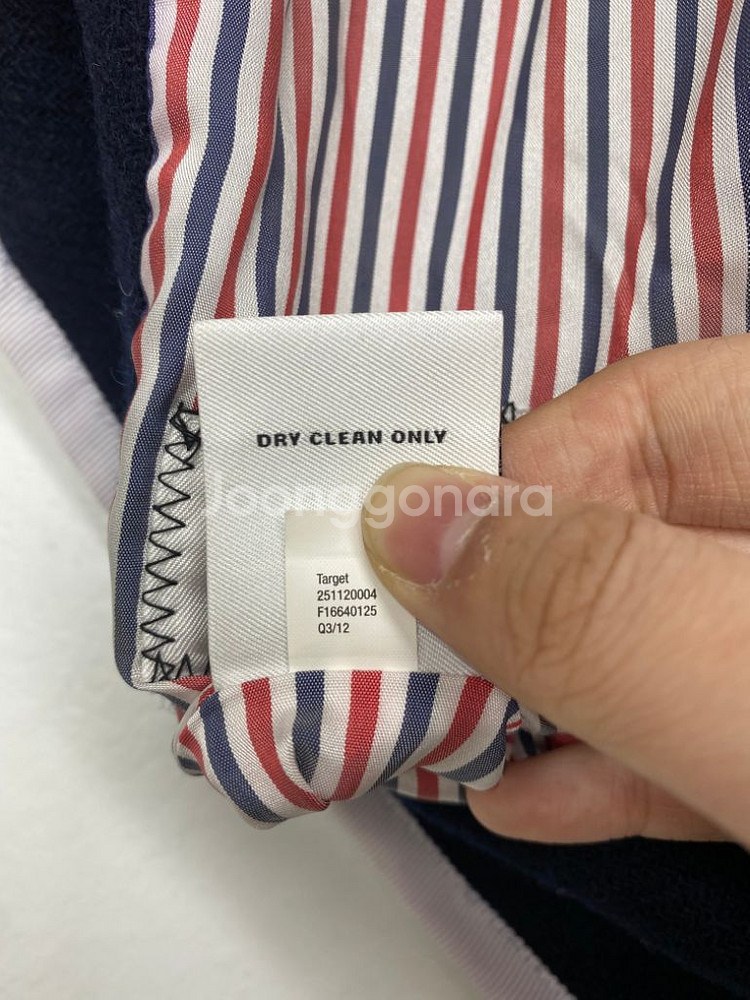 DRY CLEAN ONLY
Joonggonara
Target
251120004
F16640125
Q3/12